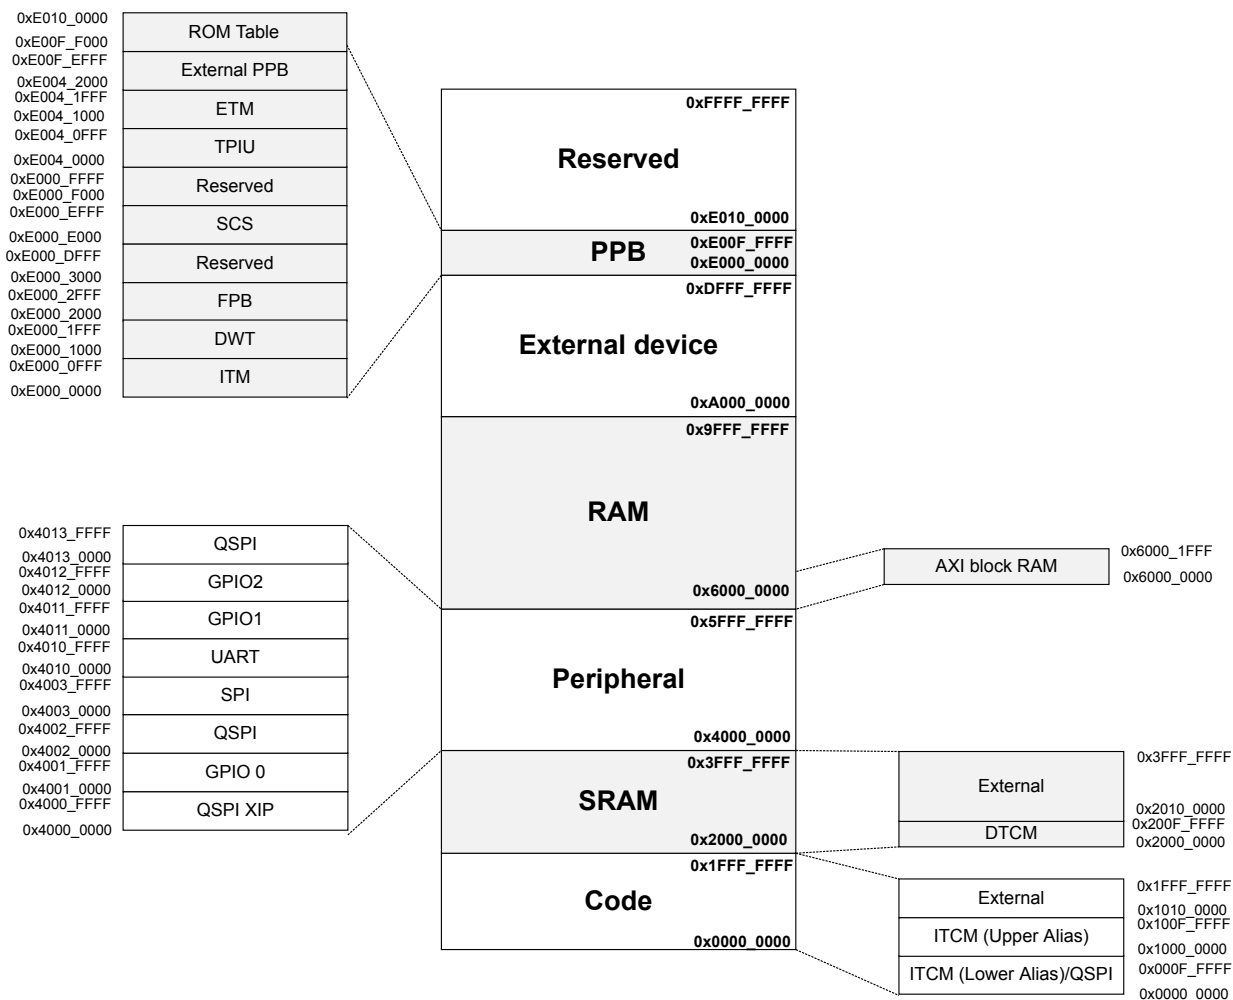 0xE010_0000
ROM Table
0xE00F_F000
0xE00F_EFFF
External PPB
0xE004_2000
0xE004_1FFF
ETM
0xE004_1000
0xE004_0FFF
TPIU
0xE004_0000
0xE000_FFFF
Reserved
0xE000_F000
0xE000_EFFF
SCS
0xE000_E000
0xE000_DFFF
Reserved
0xE000_3000
0xE000_2FFF
FPB
0xE000_2000
0xE000_1FFF
DWT
0xE000_1000
0xE000_0FFF
ITM
0xE000_0000
0x4013_FFFF
QSPI
0x4013_0000
0x4012_FFFF
GPIO2
0x4012_0000
0x4011_FFFF
GPIO1
0x4011_0000
0x4010_FFFF
UART
0x4010_0000
0x4003_FFFF
SPI
0x4003_0000
0x4002_FFFF
QSPI
0x4002_0000
0x4001_FFFF
GPIO 0
0x4001_0000
0x4000_FFFF
QSPI XIP
0x4000_0000
0xFFFF_FFFF
Reserved
0xE010_0000
0xE00F_FFFF
PPB
0xE000_0000
0xDFFF_FFFF
External device
0xA000_0000
0x9FFF_FFFF
RAM
0x6000_0000
0x5FFF_FFFF
Peripheral
0x4000_0000
0x3FFF_FFFF
SRAM
0x2000_0000
0x1FFF_FFFF
Code
0x0000_0000
0x6000_1FFF
AXI block RAM
0x6000_0000
0x3FFF_FFFF
External
0x2010_0000
0x200F_FFFF
DTCM
0x2000_0000
0x1FFF_FFFF
External
0x1010_0000
0x100F_FFFF
ITCM (Upper Alias)
0x1000_0000
0x000F_FFFF
ITCM (Lower Alias)/QSPI
0x0000_0000